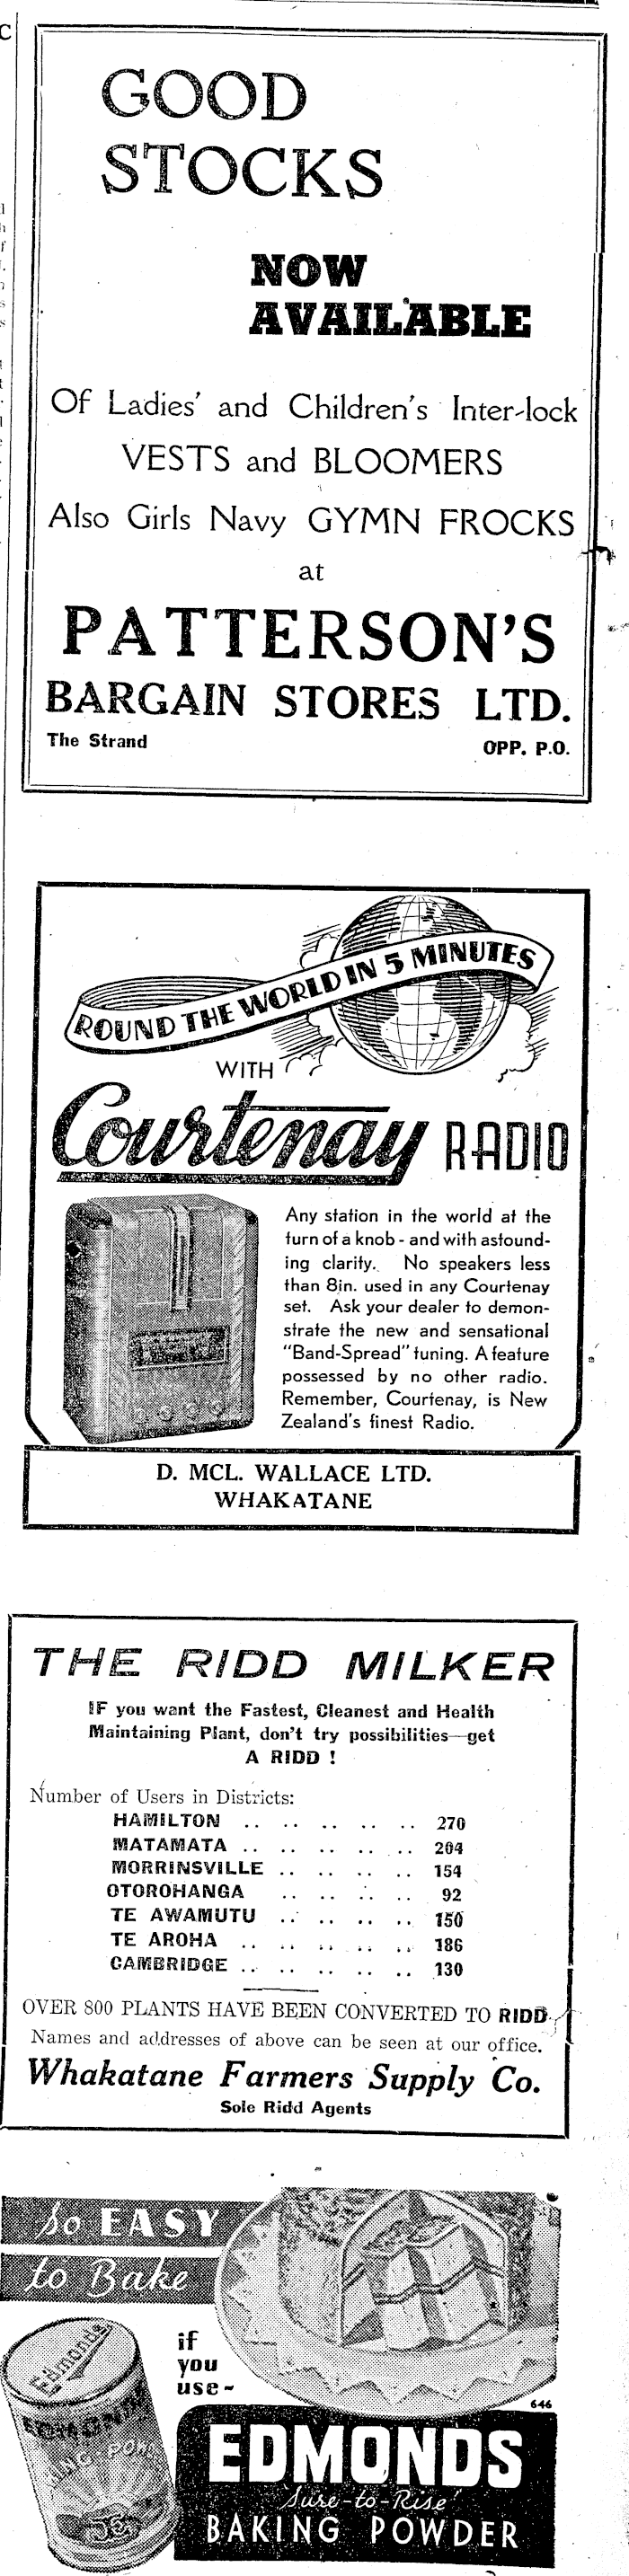 GOOD
STOCKS
NOW
AVAILABLE
Of Ladies' and Children's Inter-lock
VESTS and BLOOMERS
Also Girls Navy GYMN FROCKS
at
PATTERSON'S
BARGAIN STORES LTD.
The Strand OPP. P.O.
ROUND THE WORLD IN 5 MINUTES
WITH
Courtenay RADIO
Any station in the world at the
turn of a knob - and with astound-
ing clarity. No speakers less
than 8in. used in any Courtenay
set. Ask your dealer to demon-
strate the new and sensational
"Band-Spread" tuning. A feature
possessed by no other radio.
Remember, Courtenay, is New
Zealand's finest Radio.
D. MCL. WALLACE LTD.
WHAKATANE
THE RIDD MILKER
IF you want the Fastest, Cleanest and Health
Maintaining Plant, don't try possibilities—get
A RIDD !
Number of Users in Districts:
HAMILTON .. .. .. .. .. 270
MATAMATA .. .. .. .. .. 204
MORRINSVILLE .. .. .. .. 154
OTOROHANGA .. .. .. .. 92
TE AWAMUTU .. .. .. .. 150
TE AROHA .. .. .. .. .. 186
CAMBRIDGE .. .. .. .. .. 130
OVER 800 PLANTS HAVE BEEN CONVERTED TO RIDD.
Names and addresses of above can be seen at our office.
Whakatane Farmers Supply Co.
Sole Ridd Agents
so EASY
to Bake
if
you
use-
646
Edmonds
EDMONDS
EDMONDS
'Sure-to-Rise'
BAKING POWDER